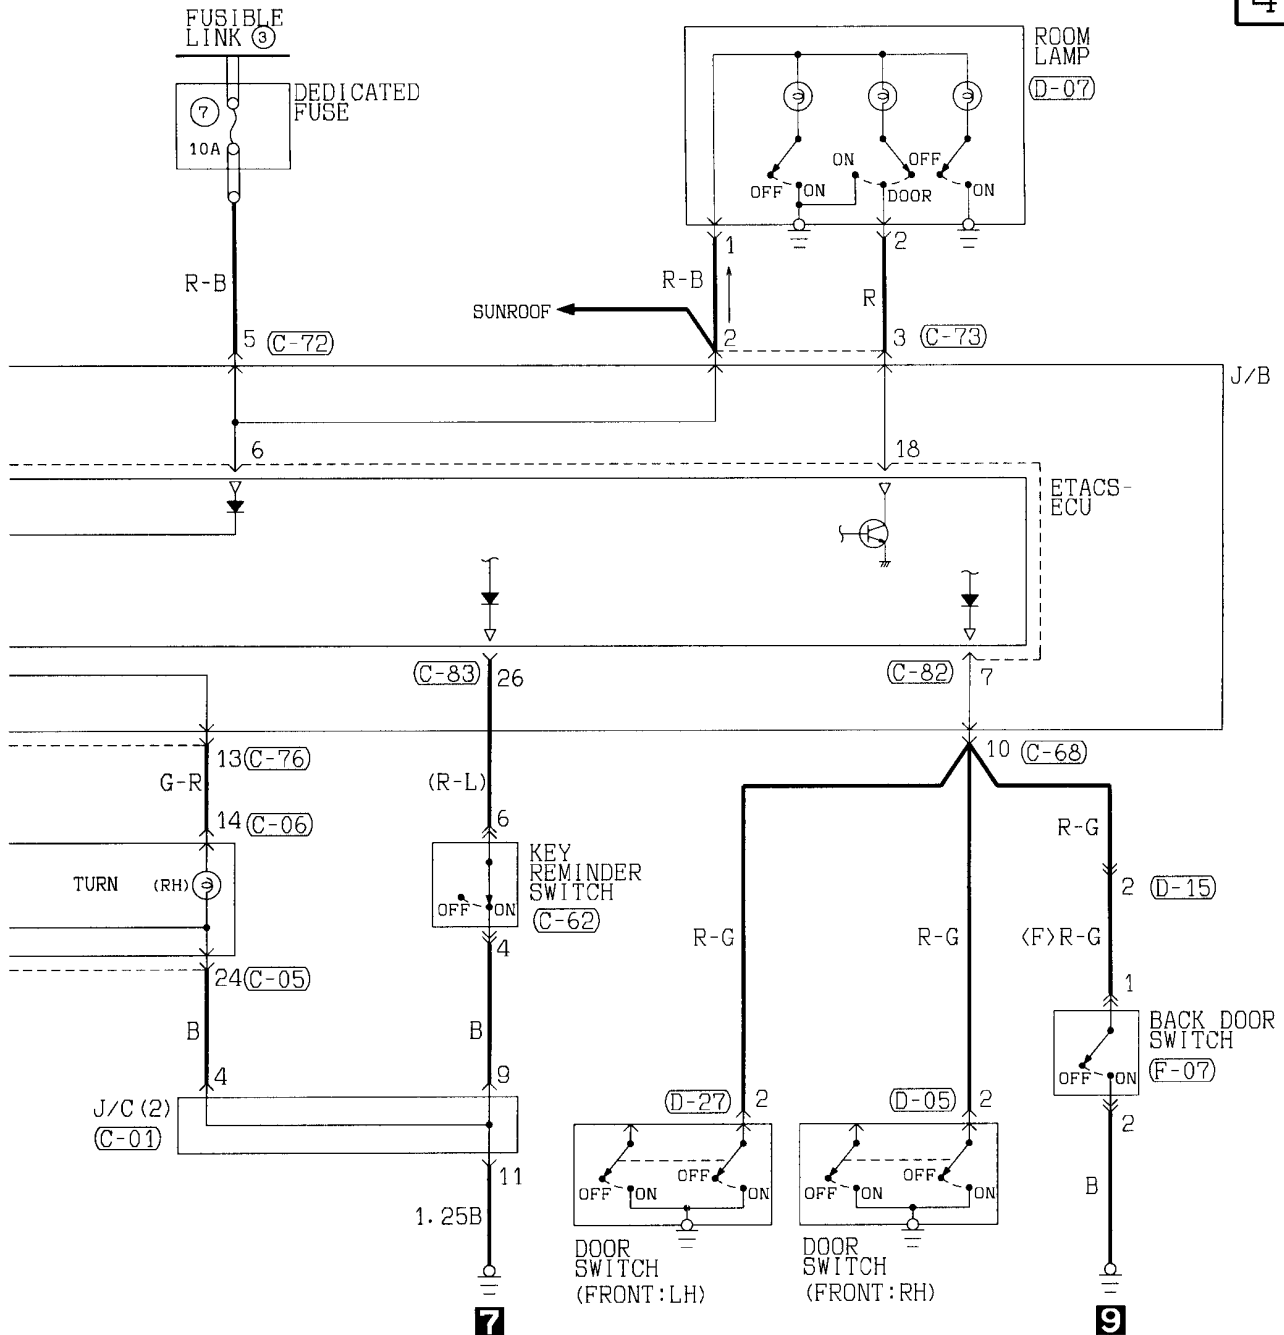 4
FUSIBLE
LINK ③
DEDICATED
FUSE
⑦
10A
ROOM
LAMP
(D-07)
OFF ON
ON
OFF
DOOR
ON
1
2
R-B
R-B
R
SUNROOF
5 (C-72)
2
3 (C-73)
J/B
6
18
ETACS-
ECU
(C-83) 26
(C-82) 7
13 (C-76)
10 (C-68)
G-R
(R-L)
14 (C-06)
6
R-G
TURN (RH)
KEY
REMINDER
SWITCH
(C-62)
OFF ON
2 (D-15)
R-G
R-G
<F>R-G
24 (C-05)
4
1
B
B
BACK DOOR
SWITCH
(F-07)
OFF ON
4
9
(D-27) 2
(D-05) 2
2
J/C(2)
(C-01)
11
OFF ON
OFF ON
OFF ON
OFF ON
B
1.25B
DOOR
SWITCH
(FRONT:LH)
DOOR
SWITCH
(FRONT:RH)
7
9